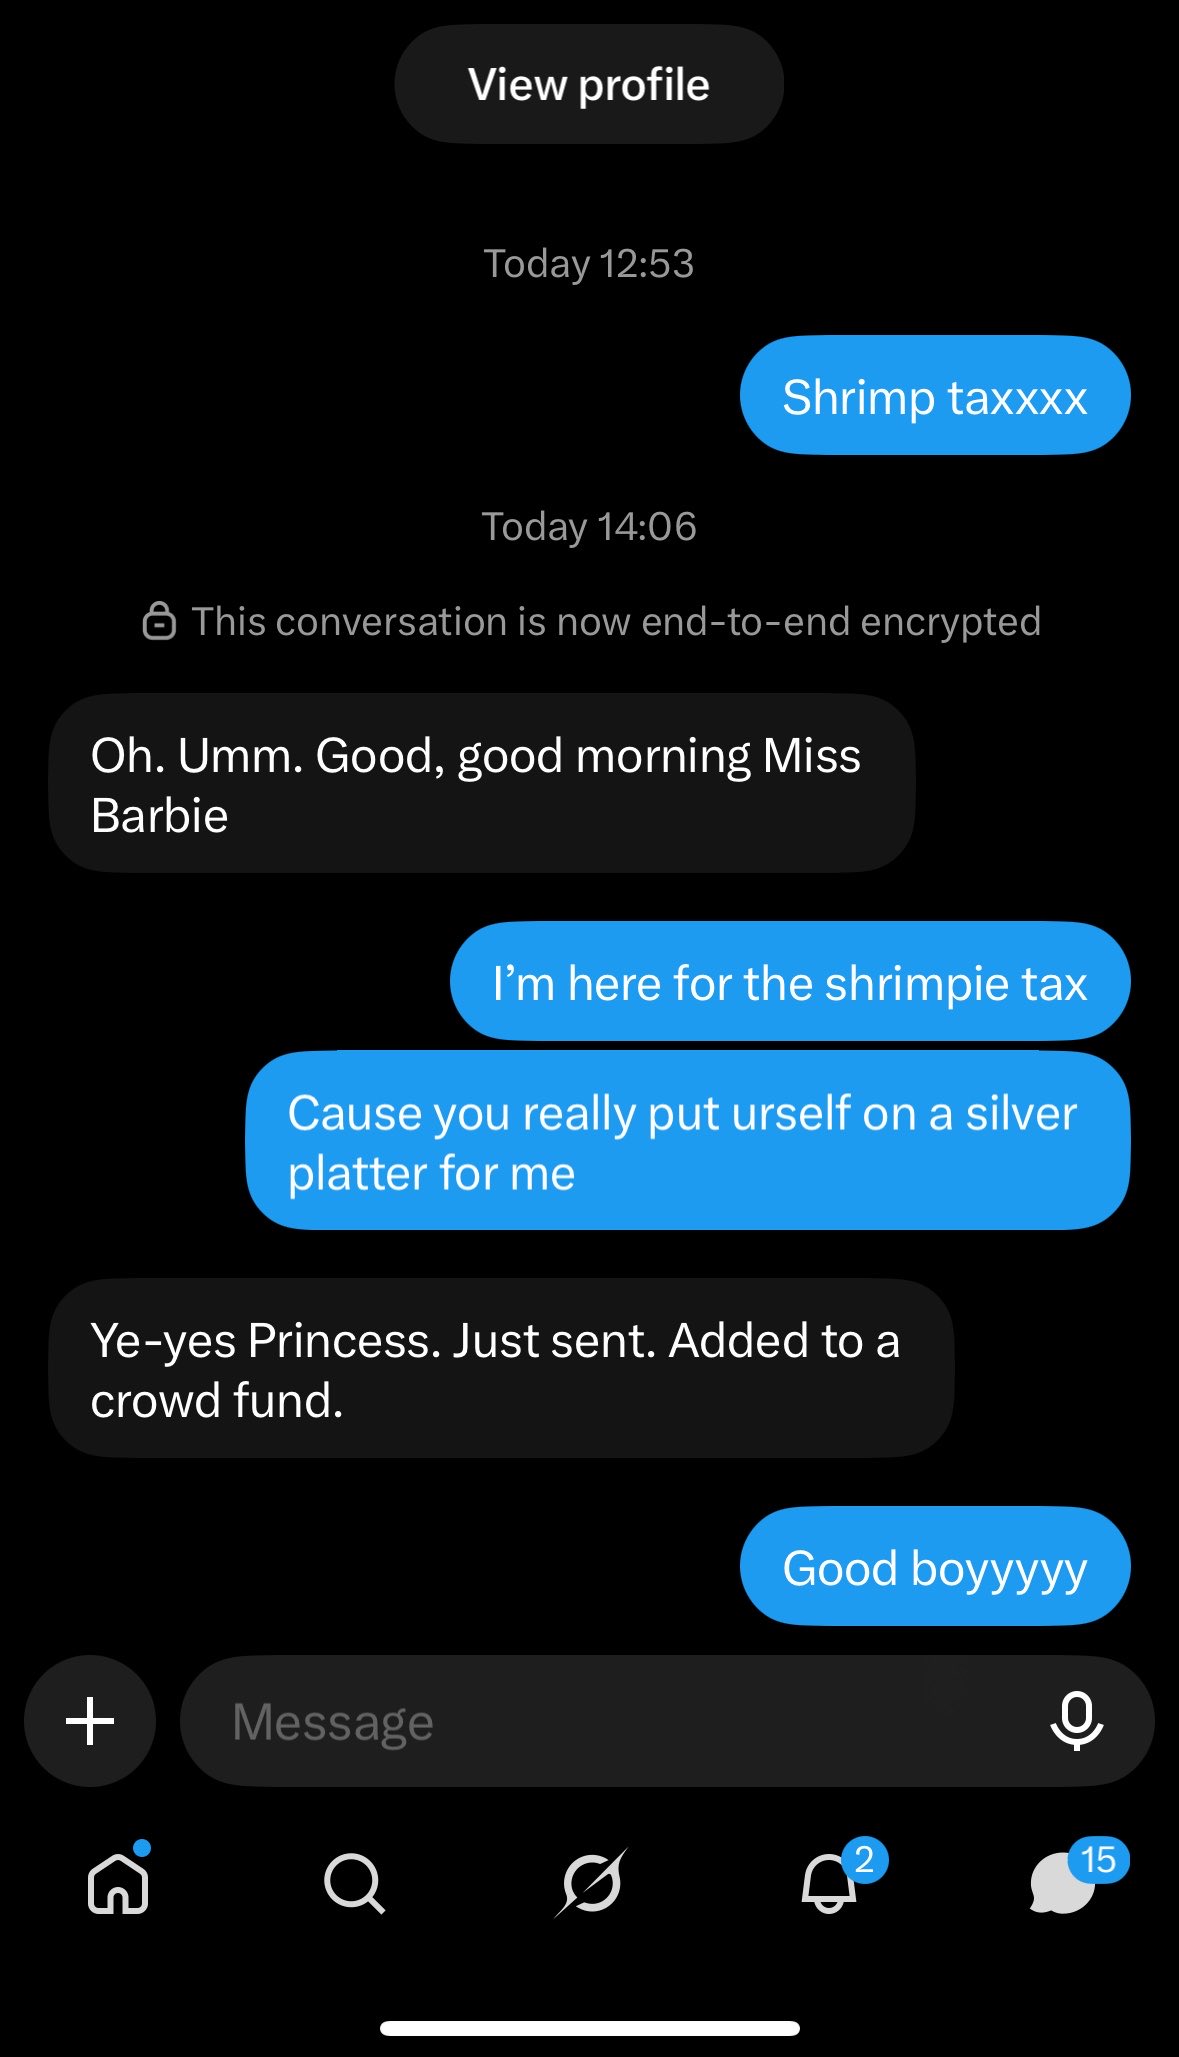 View profile
Today 12:53
Shrimp taxxxx
Today 14:06
This conversation is now end-to-end encrypted
Oh. Umm. Good, good morning Miss
Barbie
I’m here for the shrimpie tax
Cause you really put urself on a silver
platter for me
Ye-yes Princess. Just sent. Added to a
crowd fund.
Good boyyyyy
Message
2
15